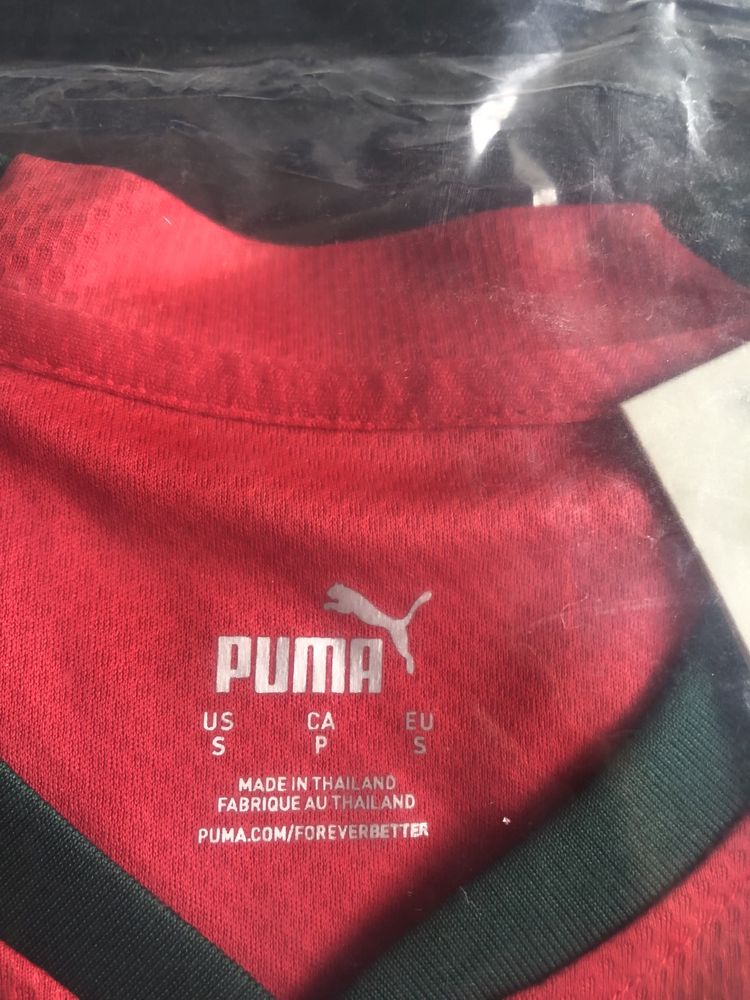 PUMA
US CA EU
S P S
MADE IN THAILAND
FABRIQUE AU THAILAND
PUMA.COM/FOREVERBETTER